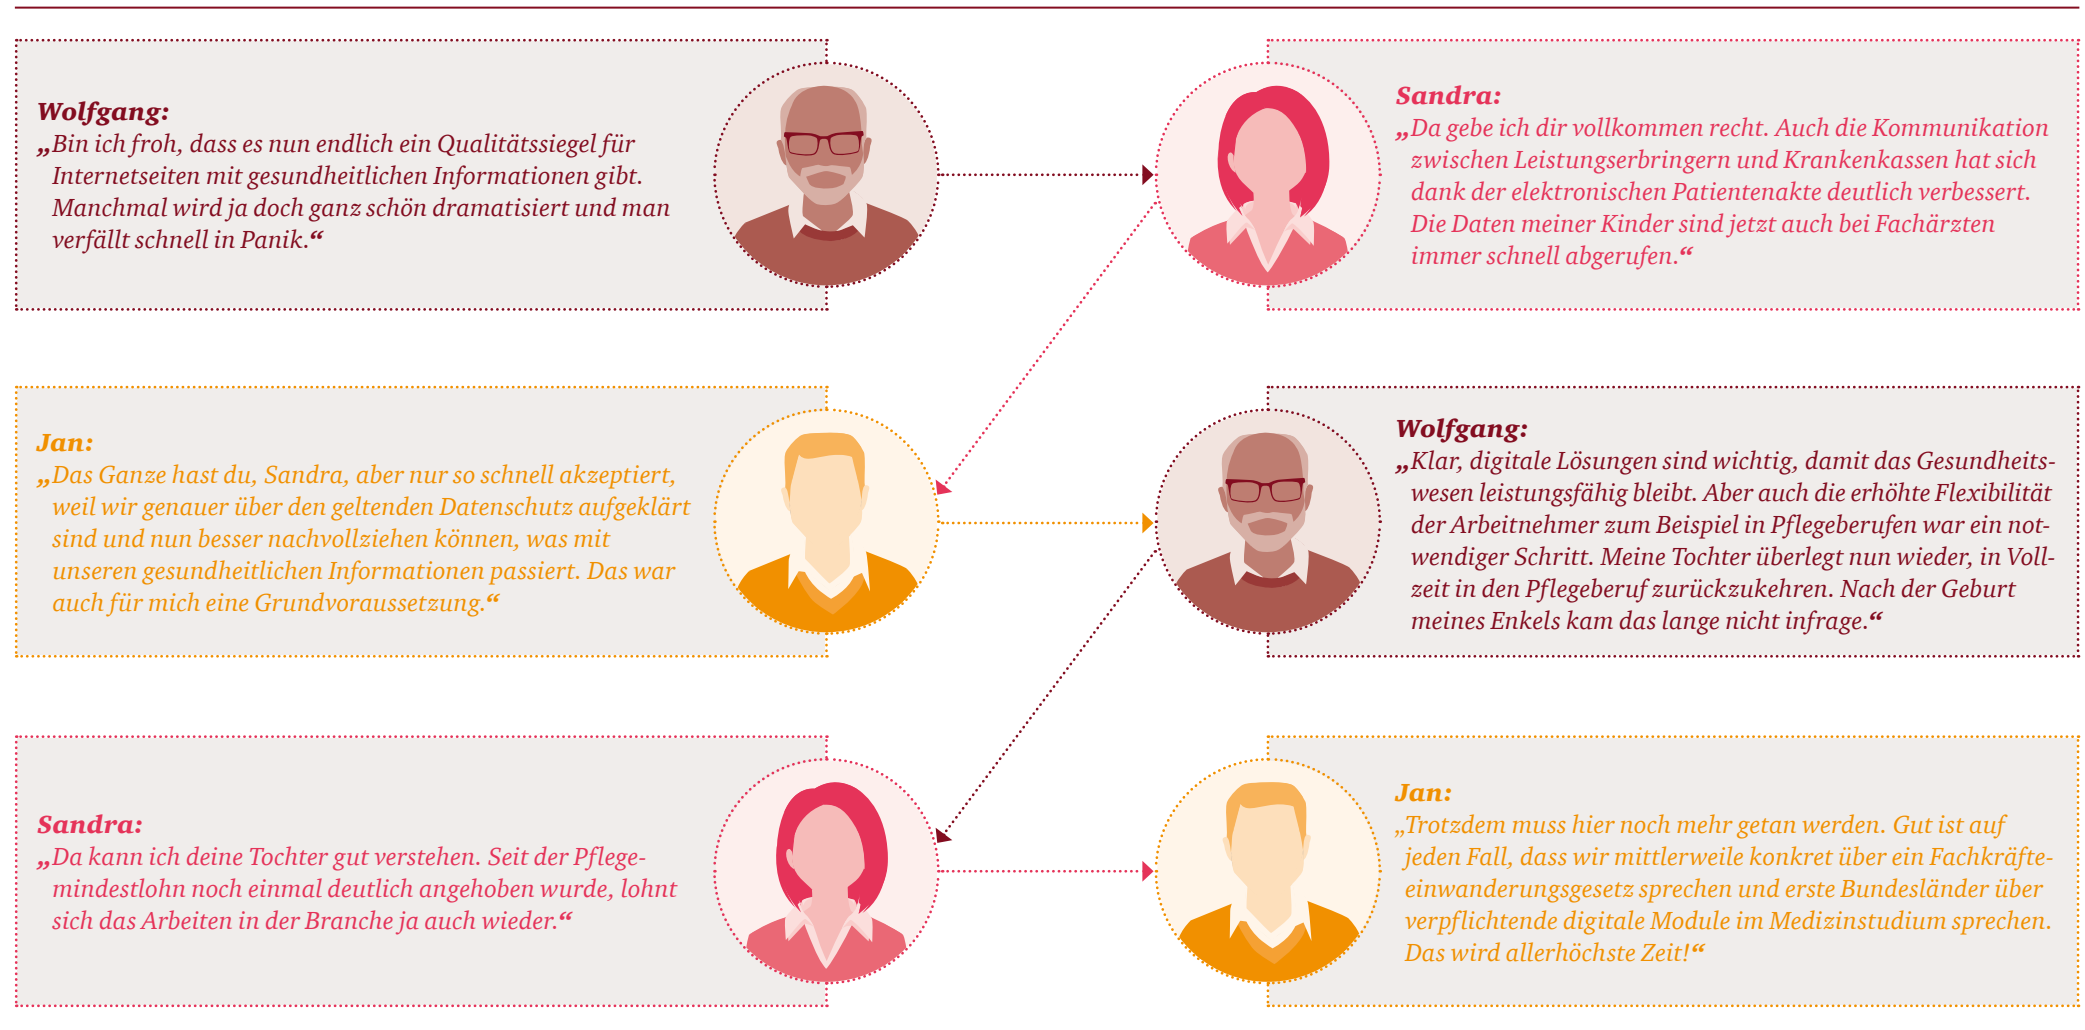 Wolfgang:
„Bin ich froh, dass es nun endlich ein Qualitätssiegel für
Internetseiten mit gesundheitlichen Informationen gibt.
Manchmal wird ja doch ganz schön dramatisiert und man
verfällt schnell in Panik.“
Sandra:
„Da gebe ich dir vollkommen recht. Auch die Kommunikation
zwischen Leistungserbringern und Krankenkassen hat sich
dank der elektronischen Patientenakte deutlich verbessert.
Die Daten meiner Kinder sind jetzt auch bei Fachärzten
immer schnell abgerufen.“
Jan:
„Das Ganze hast du, Sandra, aber nur so schnell akzeptiert,
weil wir genauer über den geltenden Datenschutz aufgeklärt
sind und nun besser nachvollziehen können, was mit
unseren gesundheitlichen Informationen passiert. Das war
auch für mich eine Grundvoraussetzung.“
Wolfgang:
„Klar, digitale Lösungen sind wichtig, damit das Gesundheits-
wesen leistungsfähig bleibt. Aber auch die erhöhte Flexibilität
der Arbeitnehmer zum Beispiel in Pflegeberufen war ein not-
wendiger Schritt. Meine Tochter überlegt nun wieder, in Voll-
zeit in den Pflegeberuf zurückzukehren. Nach der Geburt
meines Enkels kam das lange nicht infrage.“
Sandra:
„Da kann ich deine Tochter gut verstehen. Seit der Pflege-
mindestlohn noch einmal deutlich angehoben wurde, lohnt
sich das Arbeiten in der Branche ja auch wieder.“
Jan:
„Trotzdem muss hier noch mehr getan werden. Gut ist auf
jeden Fall, dass wir mittlerweile konkret über ein Fachkräfte-
einwanderungsgesetz sprechen und erste Bundesländer über
verpflichtende digitale Module im Medizinstudium sprechen.
Das wird allerhöchste Zeit!“